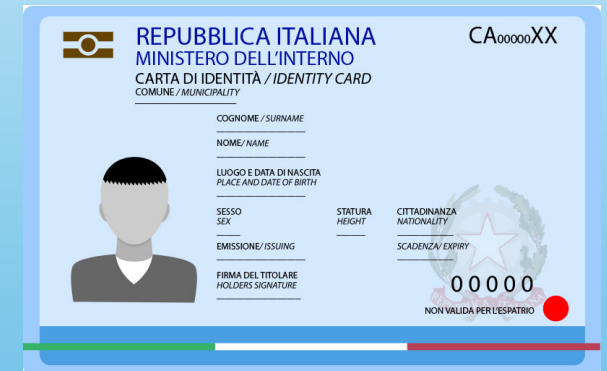 REPUBBLICA ITALIANA
CA00000XX
MINISTERO DELL'INTERNO
CARTA DI IDENTITÀ / IDENTITY CARD
COMUNE / MUNICIPALITY
COGNOME / SURNAME
NOME/ NAME
LUOGO E DATA DI NASCITA
PLACE AND DATE OF BIRTH
SESSO STATURA CITTADINANZA
SEX HEIGHT NATIONALITY
EMISSIONE/ ISSUING SCADENZA/ EXPIRY
FIRMA DEL TITOLARE
HOLDERS SIGNATURE
00000
NON VALIDA PER L'ESPATRIO